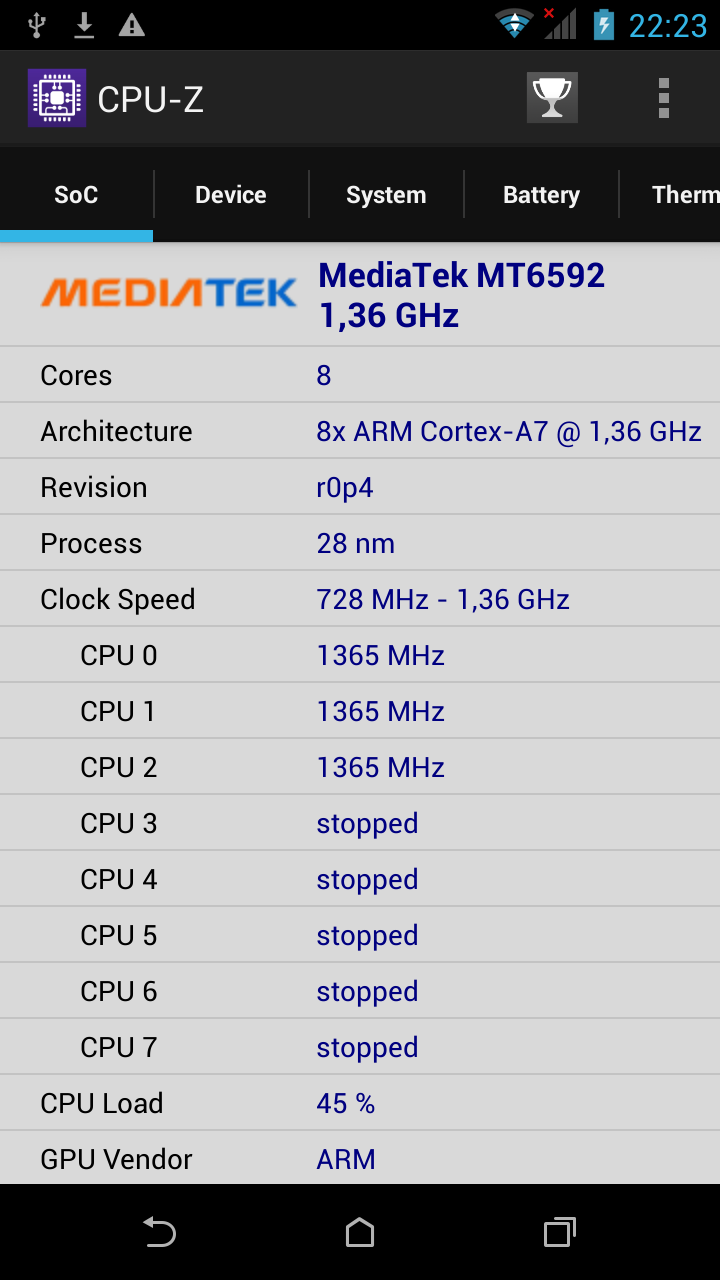 22:23
CPU-Z
SoC Device System Battery Therm
MEDIATEK
MediaTek MT6592
1,36 GHz
Cores 8
Architecture 8x ARM Cortex-A7 @ 1,36 GHz
Revision r0p4
Process 28 nm
Clock Speed 728 MHz - 1,36 GHz
CPU 0 1365 MHz
CPU 1 1365 MHz
CPU 2 1365 MHz
CPU 3 stopped
CPU 4 stopped
CPU 5 stopped
CPU 6 stopped
CPU 7 stopped
CPU Load 45 %
GPU Vendor ARM